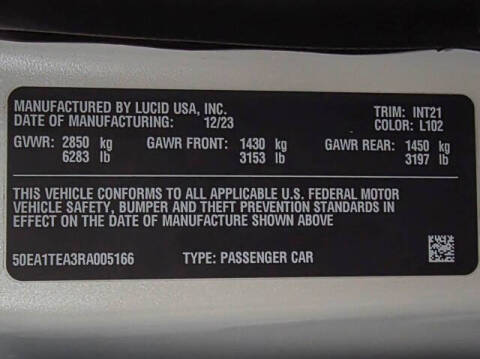 MANUFACTURED BY LUCID USA, INC. TRIM: INT21
DATE OF MANUFACTURING: 12/23 COLOR: L102
GVWR: 2850 kg GAWR FRONT: 1430 kg GAWR REAR: 1450 kg
6283 lb 3153 lb 3197 lb
THIS VEHICLE CONFORMS TO ALL APPLICABLE U.S. FEDERAL MOTOR
VEHICLE SAFETY, BUMPER AND THEFT PREVENTION STANDARDS IN
EFFECT ON THE DATE OF MANUFACTURE SHOWN ABOVE
50EA1TEA3RA005166 TYPE: PASSENGER CAR